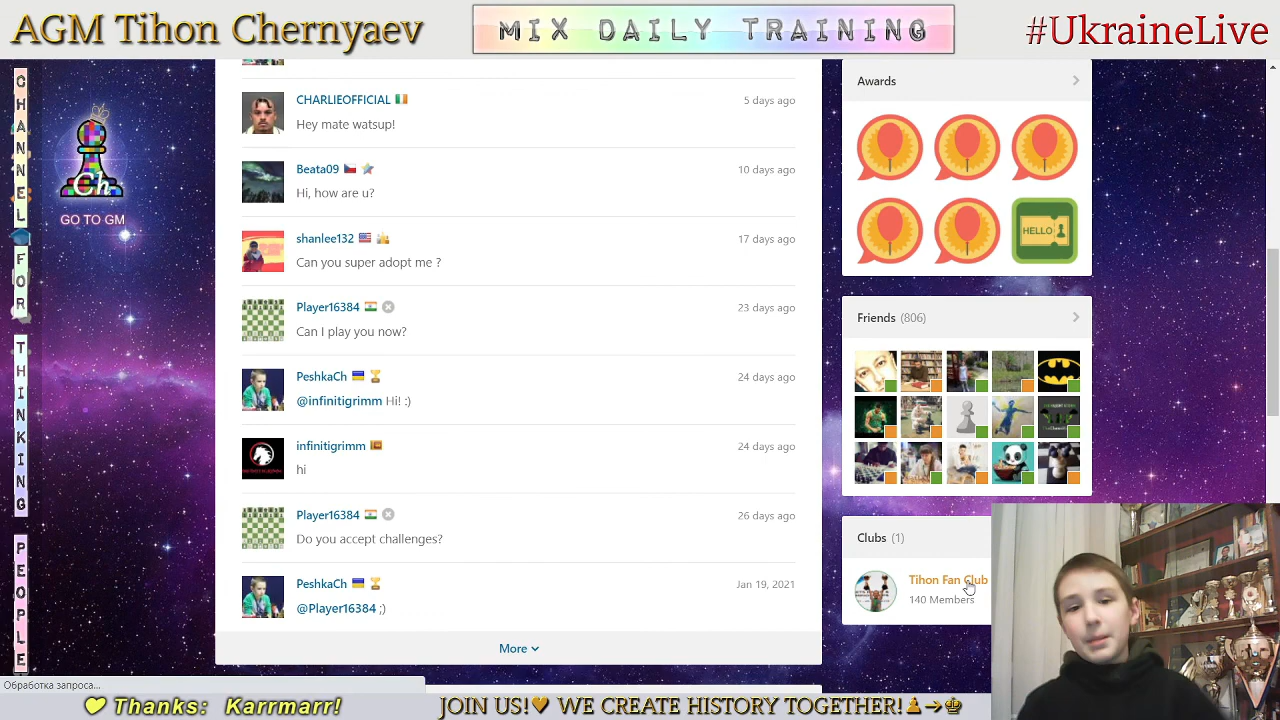 AGM Tihon Chernyaev
MIX DAILY TRAINING
#UkraineLive
CHANNEL FOR THINKING PEOPLE
Ch
GO TO GM
CHARLIEOFFICIAL
5 days ago
Hey mate watsup!
Beata09
10 days ago
Hi, how are u?
shanlee132
17 days ago
Can you super adopt me ?
Player16384
23 days ago
Can I play you now?
PeshkaCh
24 days ago
@infinitigrimm Hi! :)
infinitigrimn
24 days ago
hi
Player16384
26 days ago
Do you accept challenges?
PeshkaCh
Jan 19, 2021
@Player16384 ;)
More
Awards
HELLO
Friends (806)
Clubs (1)
Tihon Fan Club
140 Members
Обработка запроса...
Thanks: Karrmarr!
JOIN US! WE CREATE HISTORY TOGETHER!